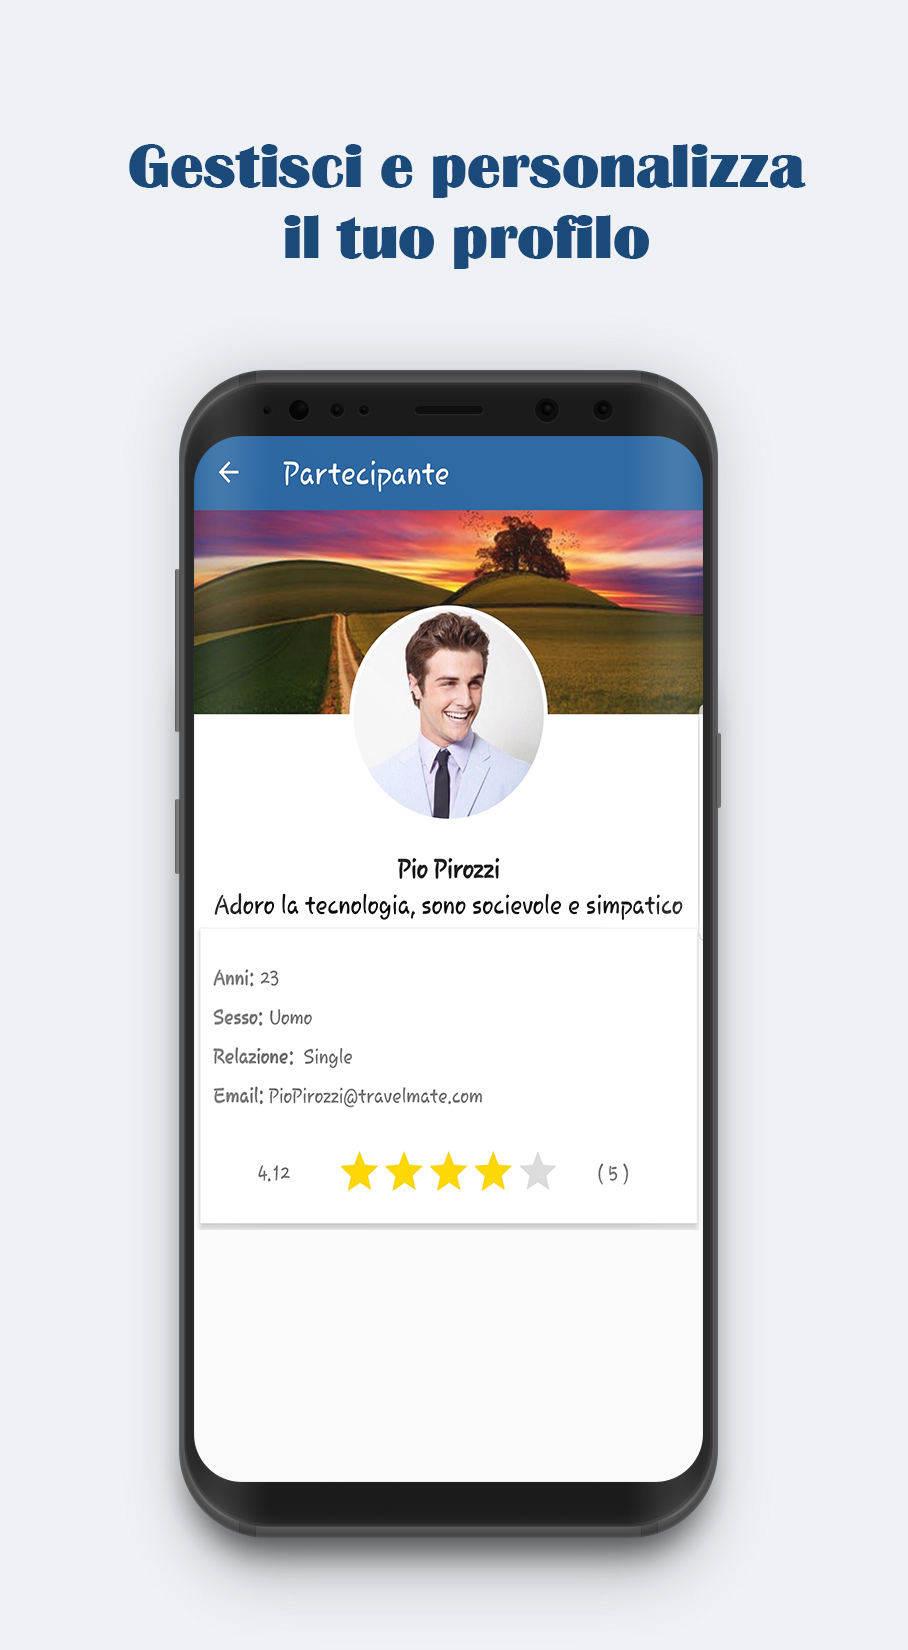 Gestisci e personalizza
il tuo profilo
Partecipante
Pio Pirozzi
Adoro la tecnologia, sono socievole e simpatico
Anni: 23
Sesso: Uomo
Relazione: Single
Email: PioPirozzi@travelmate.com
4.12 ( 5 )